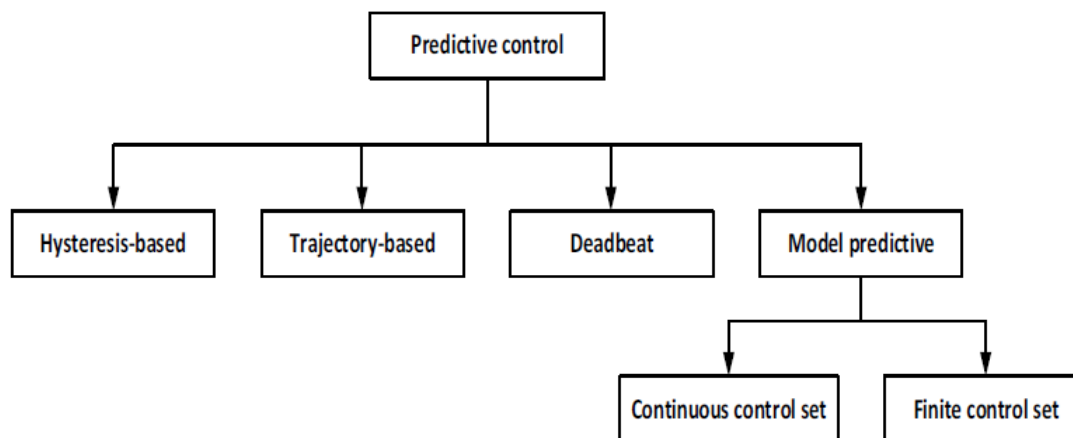 Predictive control
Hysteresis-based
Trajectory-based
Deadbeat
Model predictive
Continuous control set
Finite control set